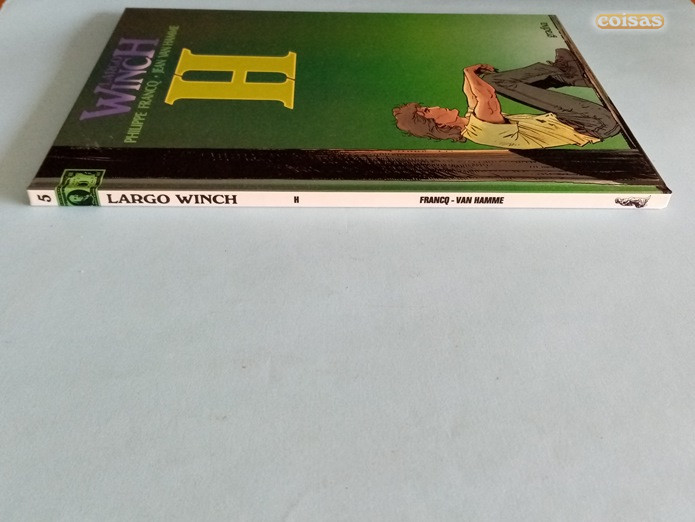 coisas
LARGO
WINCH
PHILIPPE FRANCQ - JEAN VAN HAMME
H
5
LARGO WINCH
H
FRANCQ - VAN HAMME